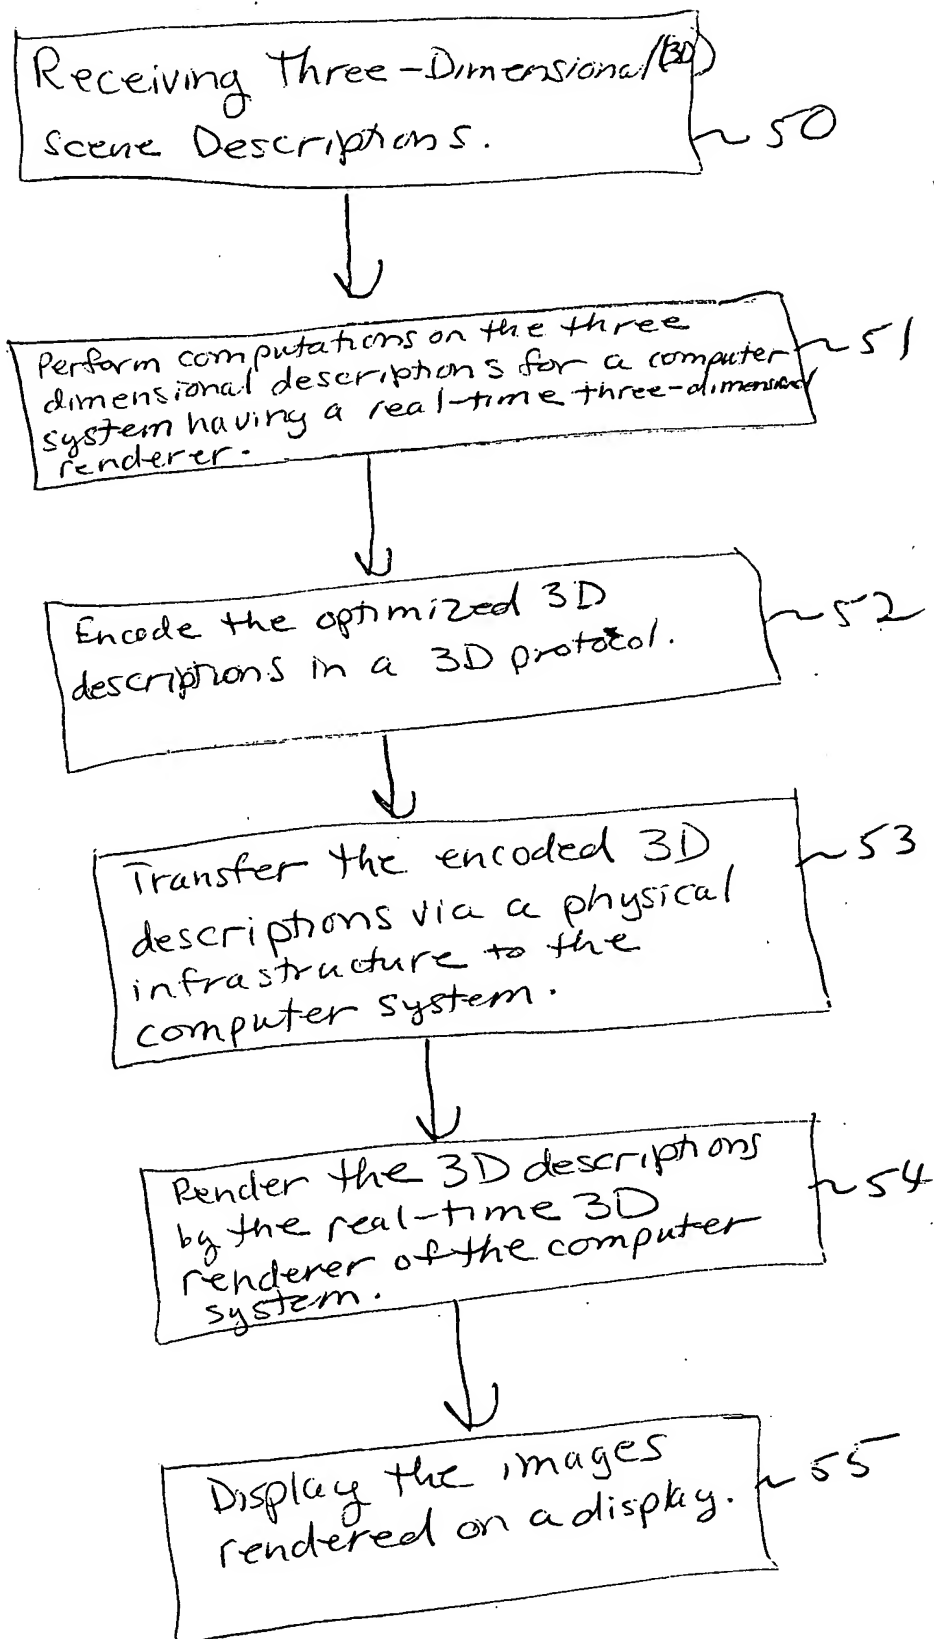 Receiving Three-Dimensional (3D)
Scene Descriptions.
50
Perform computations on the three
dimensional descriptions for a computer
system having a real-time three-dimensional
renderer.
51
Encode the optimized 3D
descriptions in a 3D protocol.
52
Transfer the encoded 3D
descriptions via a physical
infrastructure to the
computer system.
53
Render the 3D descriptions
by the real-time 3D
renderer of the computer
system.
54
Display the images
rendered on a display.
55